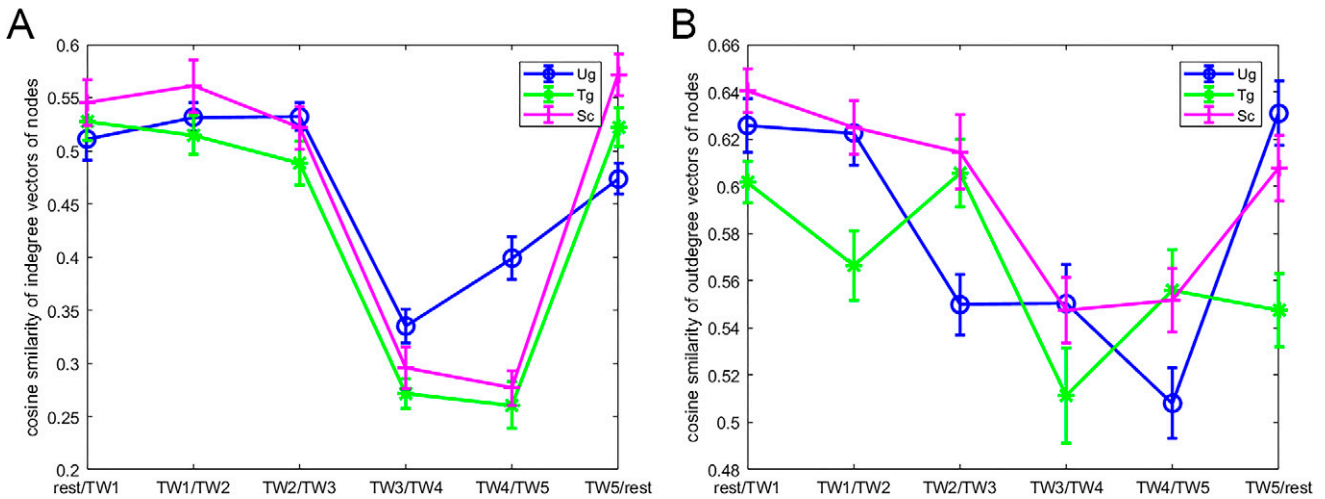 A
0.6
0.55
0.5
0.45
0.4
0.35
0.3
0.25
0.2
cosine smilarity of indegree vectors of nodes
Ug
Tg
Sc
rest/TW1 TW1/TW2 TW2/TW3 TW3/TW4 TW4/TW5 TW5/rest
B
0.66
0.64
0.62
0.6
0.58
0.56
0.54
0.52
0.5
0.48
cosine smilarity of outdegree vectors of nodes
Ug
Tg
Sc
rest/TW1 TW1/TW2 TW2/TW3 TW3/TW4 TW4/TW5 TW5/rest